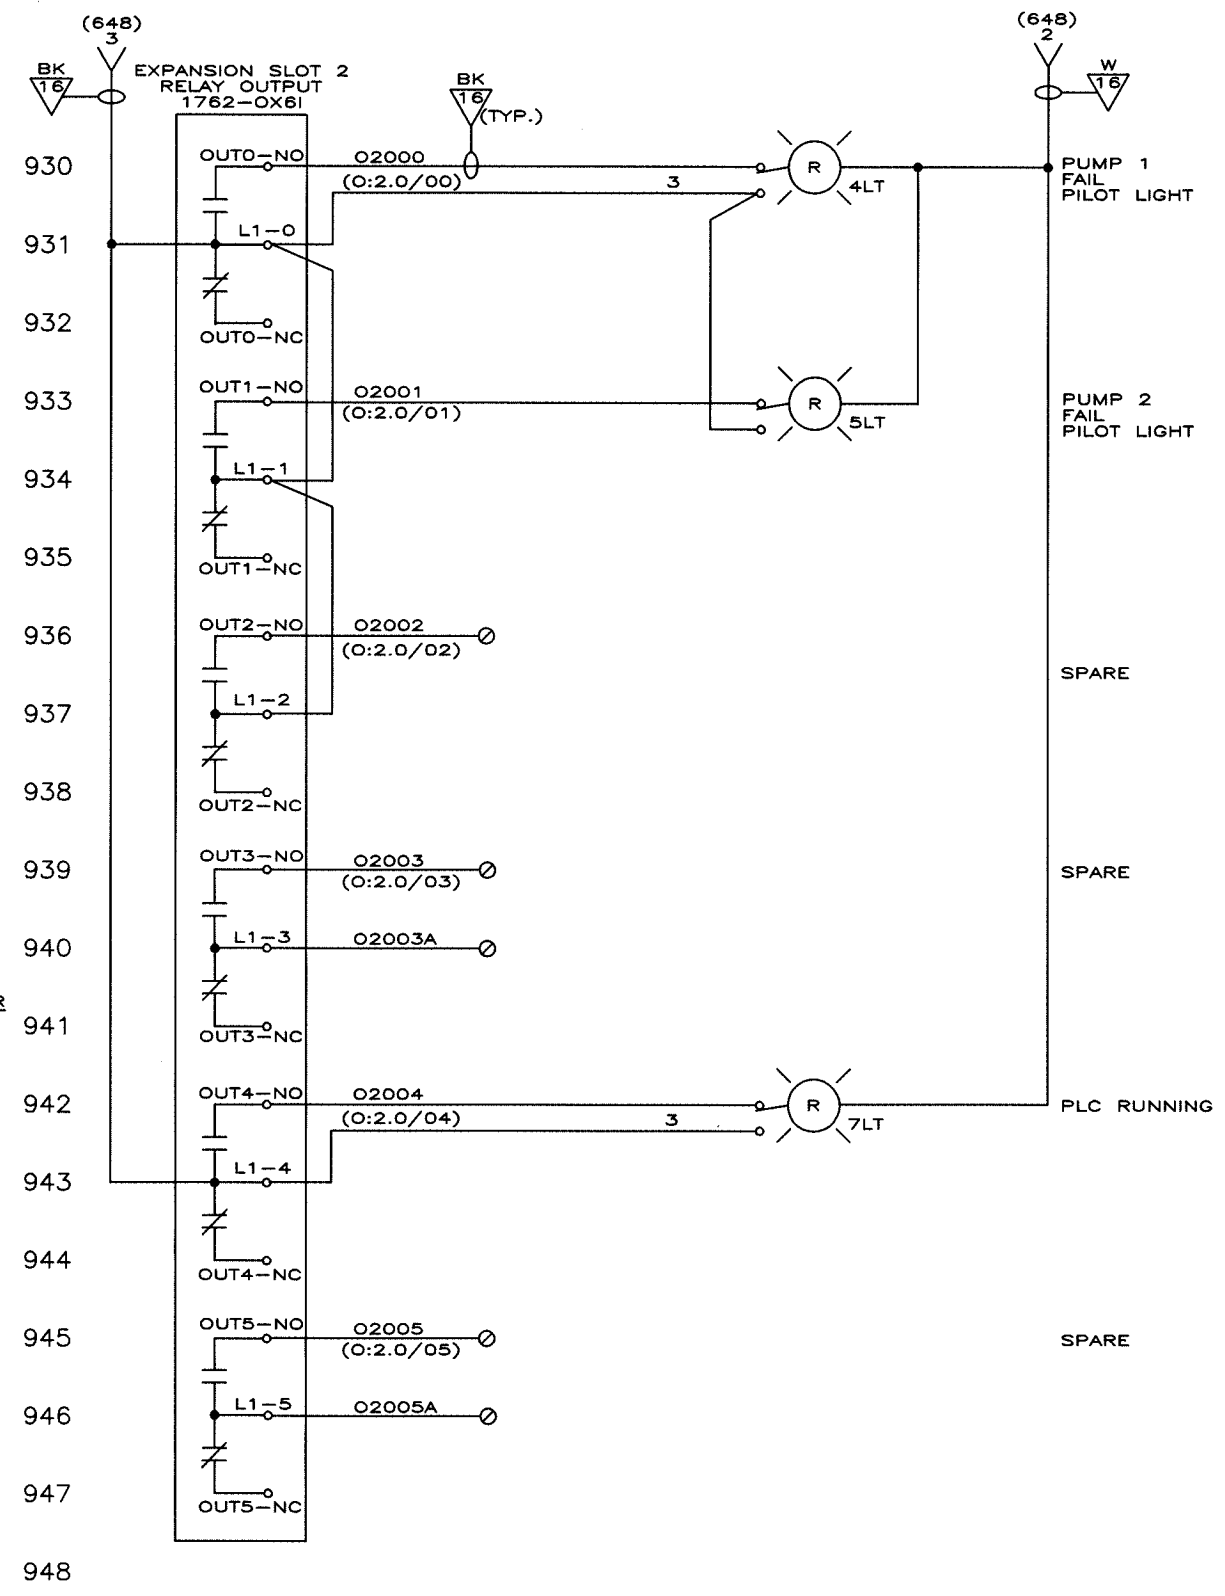 (648)
3
(648)
2
BK
16
EXPANSION SLOT 2
RELAY OUTPUT
1762-OX6I
BK
16
(TYP.)
W
16
930
OUT0-NO
O2000
(O:2.0/00)
3
R
4LT
PUMP 1
FAIL
PILOT LIGHT
931
L1-0
932
OUT0-NC
933
OUT1-NO
O2001
(O:2.0/01)
R
5LT
PUMP 2
FAIL
PILOT LIGHT
934
L1-1
935
OUT1-NC
936
OUT2-NO
O2002
(O:2.0/02)
SPARE
937
L1-2
938
OUT2-NC
939
OUT3-NO
O2003
(O:2.0/03)
SPARE
940
L1-3
O2003A
941
OUT3-NC
942
OUT4-NO
O2004
(O:2.0/04)
3
R
7LT
PLC RUNNING
943
L1-4
944
OUT4-NC
945
OUT5-NO
O2005
(O:2.0/05)
SPARE
946
L1-5
O2005A
947
OUT5-NC
948